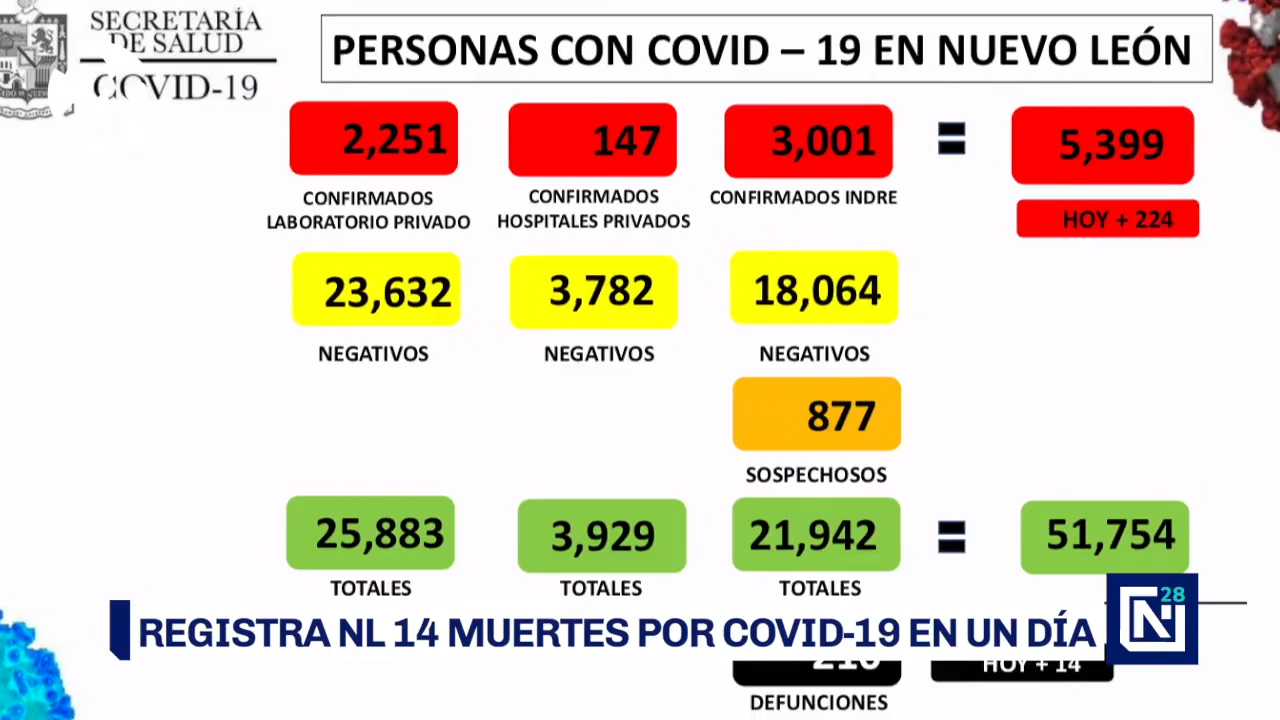 SECRETARÍA
DE SALUD
COVID-19
PERSONAS CON COVID – 19 EN NUEVO LEÓN
2,251
147
3,001
=
5,399
CONFIRMADOS
LABORATORIO PRIVADO
CONFIRMADOS
HOSPITALES PRIVADOS
CONFIRMADOS INDRE
HOY + 224
23,632
3,782
18,064
NEGATIVOS
NEGATIVOS
NEGATIVOS
877
SOSPECHOSOS
25,883
3,929
21,942
=
51,754
TOTALES
TOTALES
TOTALES
28
N
REGISTRA NL 14 MUERTES POR COVID-19 EN UN DÍA
HOY + 14
DEFUNCIONES